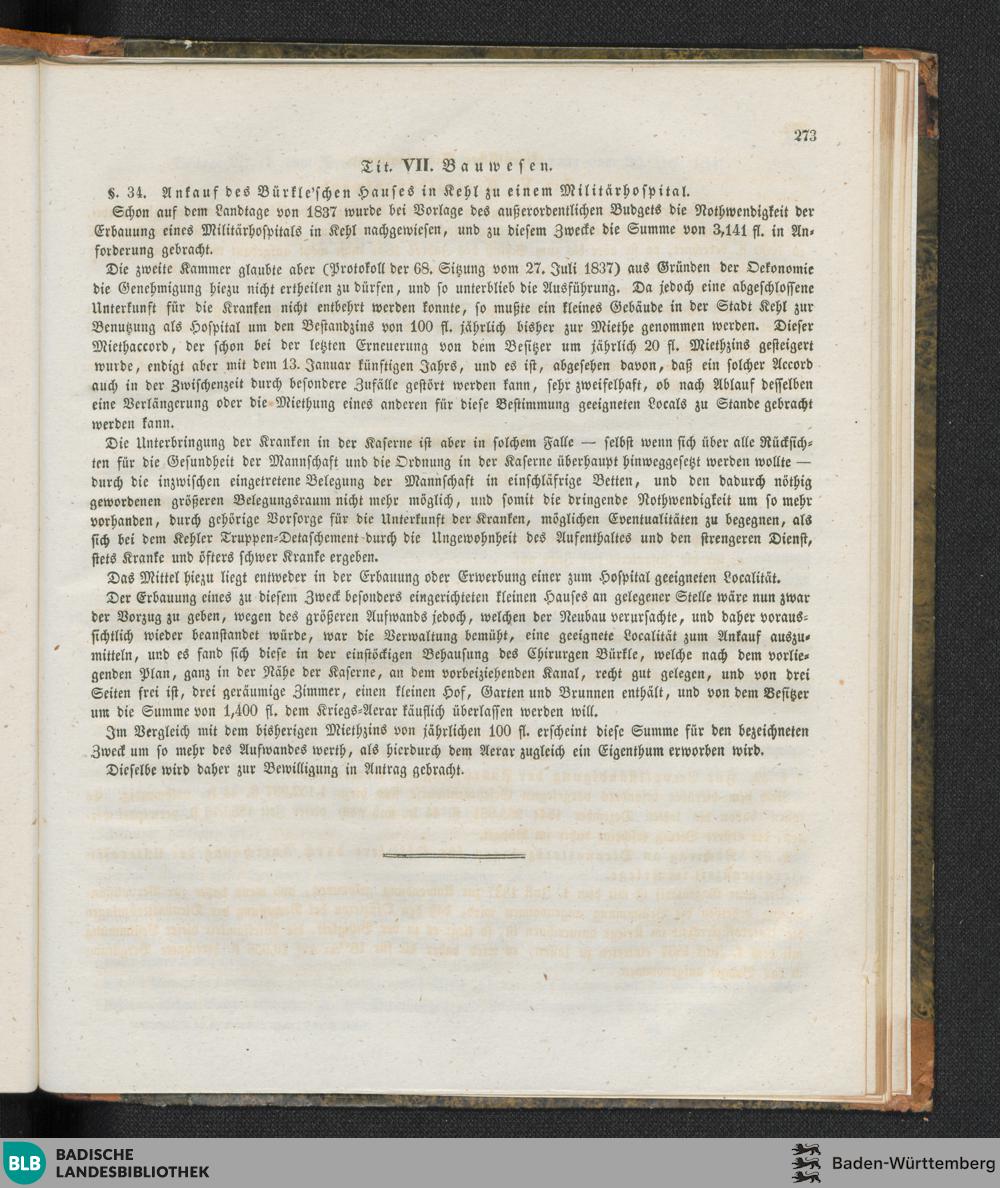 273
Tit. VII. Bauwesen.
§. 34. Ankauf des Bürkle'schen Hauses in Kehl zu einem Militärhospital.
Schon auf dem Landtage von 1837 wurde bei Vorlage des außerordentlichen Budgets die Nothwendigkeit der
Erbauung eines Militärhospitals in Kehl nachgewiesen, und zu diesem Zwecke die Summe von 3,141 fl. in An-
forderung gebracht.
Die zweite Kammer glaubte aber (Protokoll der 68. Sitzung vom 27. Juli 1837) aus Gründen der Oekonomie
die Genehmigung hiezu nicht ertheilen zu dürfen, und so unterblieb die Ausführung. Da jedoch eine abgeschlossene
Unterkunft für die Kranken nicht entbehrt werden konnte, so mußte ein kleines Gebäude in der Stadt Kehl zur
Benutzung als Hospital um den Bestandzins von 100 fl. jährlich bisher zur Miethe genommen werden. Dieser
Miethaccord, der schon bei der letzten Erneuerung von dem Besitzer um jährlich 20 fl. Miethzins gesteigert
wurde, endigt aber mit dem 13. Januar künftigen Jahrs, und es ist, abgesehen davon, daß ein solcher Accord
auch in der Zwischenzeit durch besondere Zufälle gestört werden kann, sehr zweifelhaft, ob nach Ablauf desselben
eine Verlängerung oder die Miethung eines anderen für diese Bestimmung geeigneten Locals zu Stande gebracht
werden kann.
Die Unterbringung der Kranken in der Kaserne ist aber in solchem Falle — selbst wenn sich über alle Rücksich-
ten für die Gesundheit der Mannschaft und die Ordnung in der Kaserne überhaupt hinweggesetzt werden wollte —
durch die inzwischen eingetretene Belegung der Mannschaft in einschläfrige Betten, und den dadurch nöthig
gewordenen größeren Belegungsraum nicht mehr möglich, und somit die dringende Nothwendigkeit um so mehr
vorhanden, durch gehörige Vorsorge für die Unterkunft der Kranken, möglichen Eventualitäten zu begegnen, als
sich bei dem Kehler Truppen-Detaschement durch die Ungewohnheit des Aufenthaltes und den strengeren Dienst,
stets Kranke und öfters schwer Kranke ergeben.
Das Mittel hiezu liegt entweder in der Erbauung oder Erwerbung einer zum Hospital geeigneten Localität.
Der Erbauung eines zu diesem Zweck besonders eingerichteten kleinen Hauses an gelegener Stelle wäre nun zwar
der Vorzug zu geben, wegen des größeren Aufwands jedoch, welchen der Neubau verursachte, und daher voraus-
sichtlich wieder beanstandet würde, war die Verwaltung bemüht, eine geeignete Localität zum Ankauf auszu-
mitteln, und es fand sich diese in der einstöckigen Behausung des Chirurgen Bürkle, welche nach dem vorlie-
genden Plan, ganz in der Nähe der Kaserne, an dem vorbeiziehenden Kanal, recht gut gelegen, und von drei
Seiten frei ist, drei geräumige Zimmer, einen kleinen Hof, Garten und Brunnen enthält, und von dem Besitzer
um die Summe von 1,400 fl. dem Kriegs-Aerar käuflich überlassen werden will.
Im Vergleich mit dem bisherigen Miethzins von jährlichen 100 fl. erscheint diese Summe für den bezeichneten
Zweck um so mehr des Aufwandes werth, als hierdurch dem Aerar zugleich ein Eigenthum erworben wird.
Dieselbe wird daher zur Bewilligung in Antrag gebracht.
BLB BADISCHE
LANDESBIBLIOTHEK
Baden-Württemberg